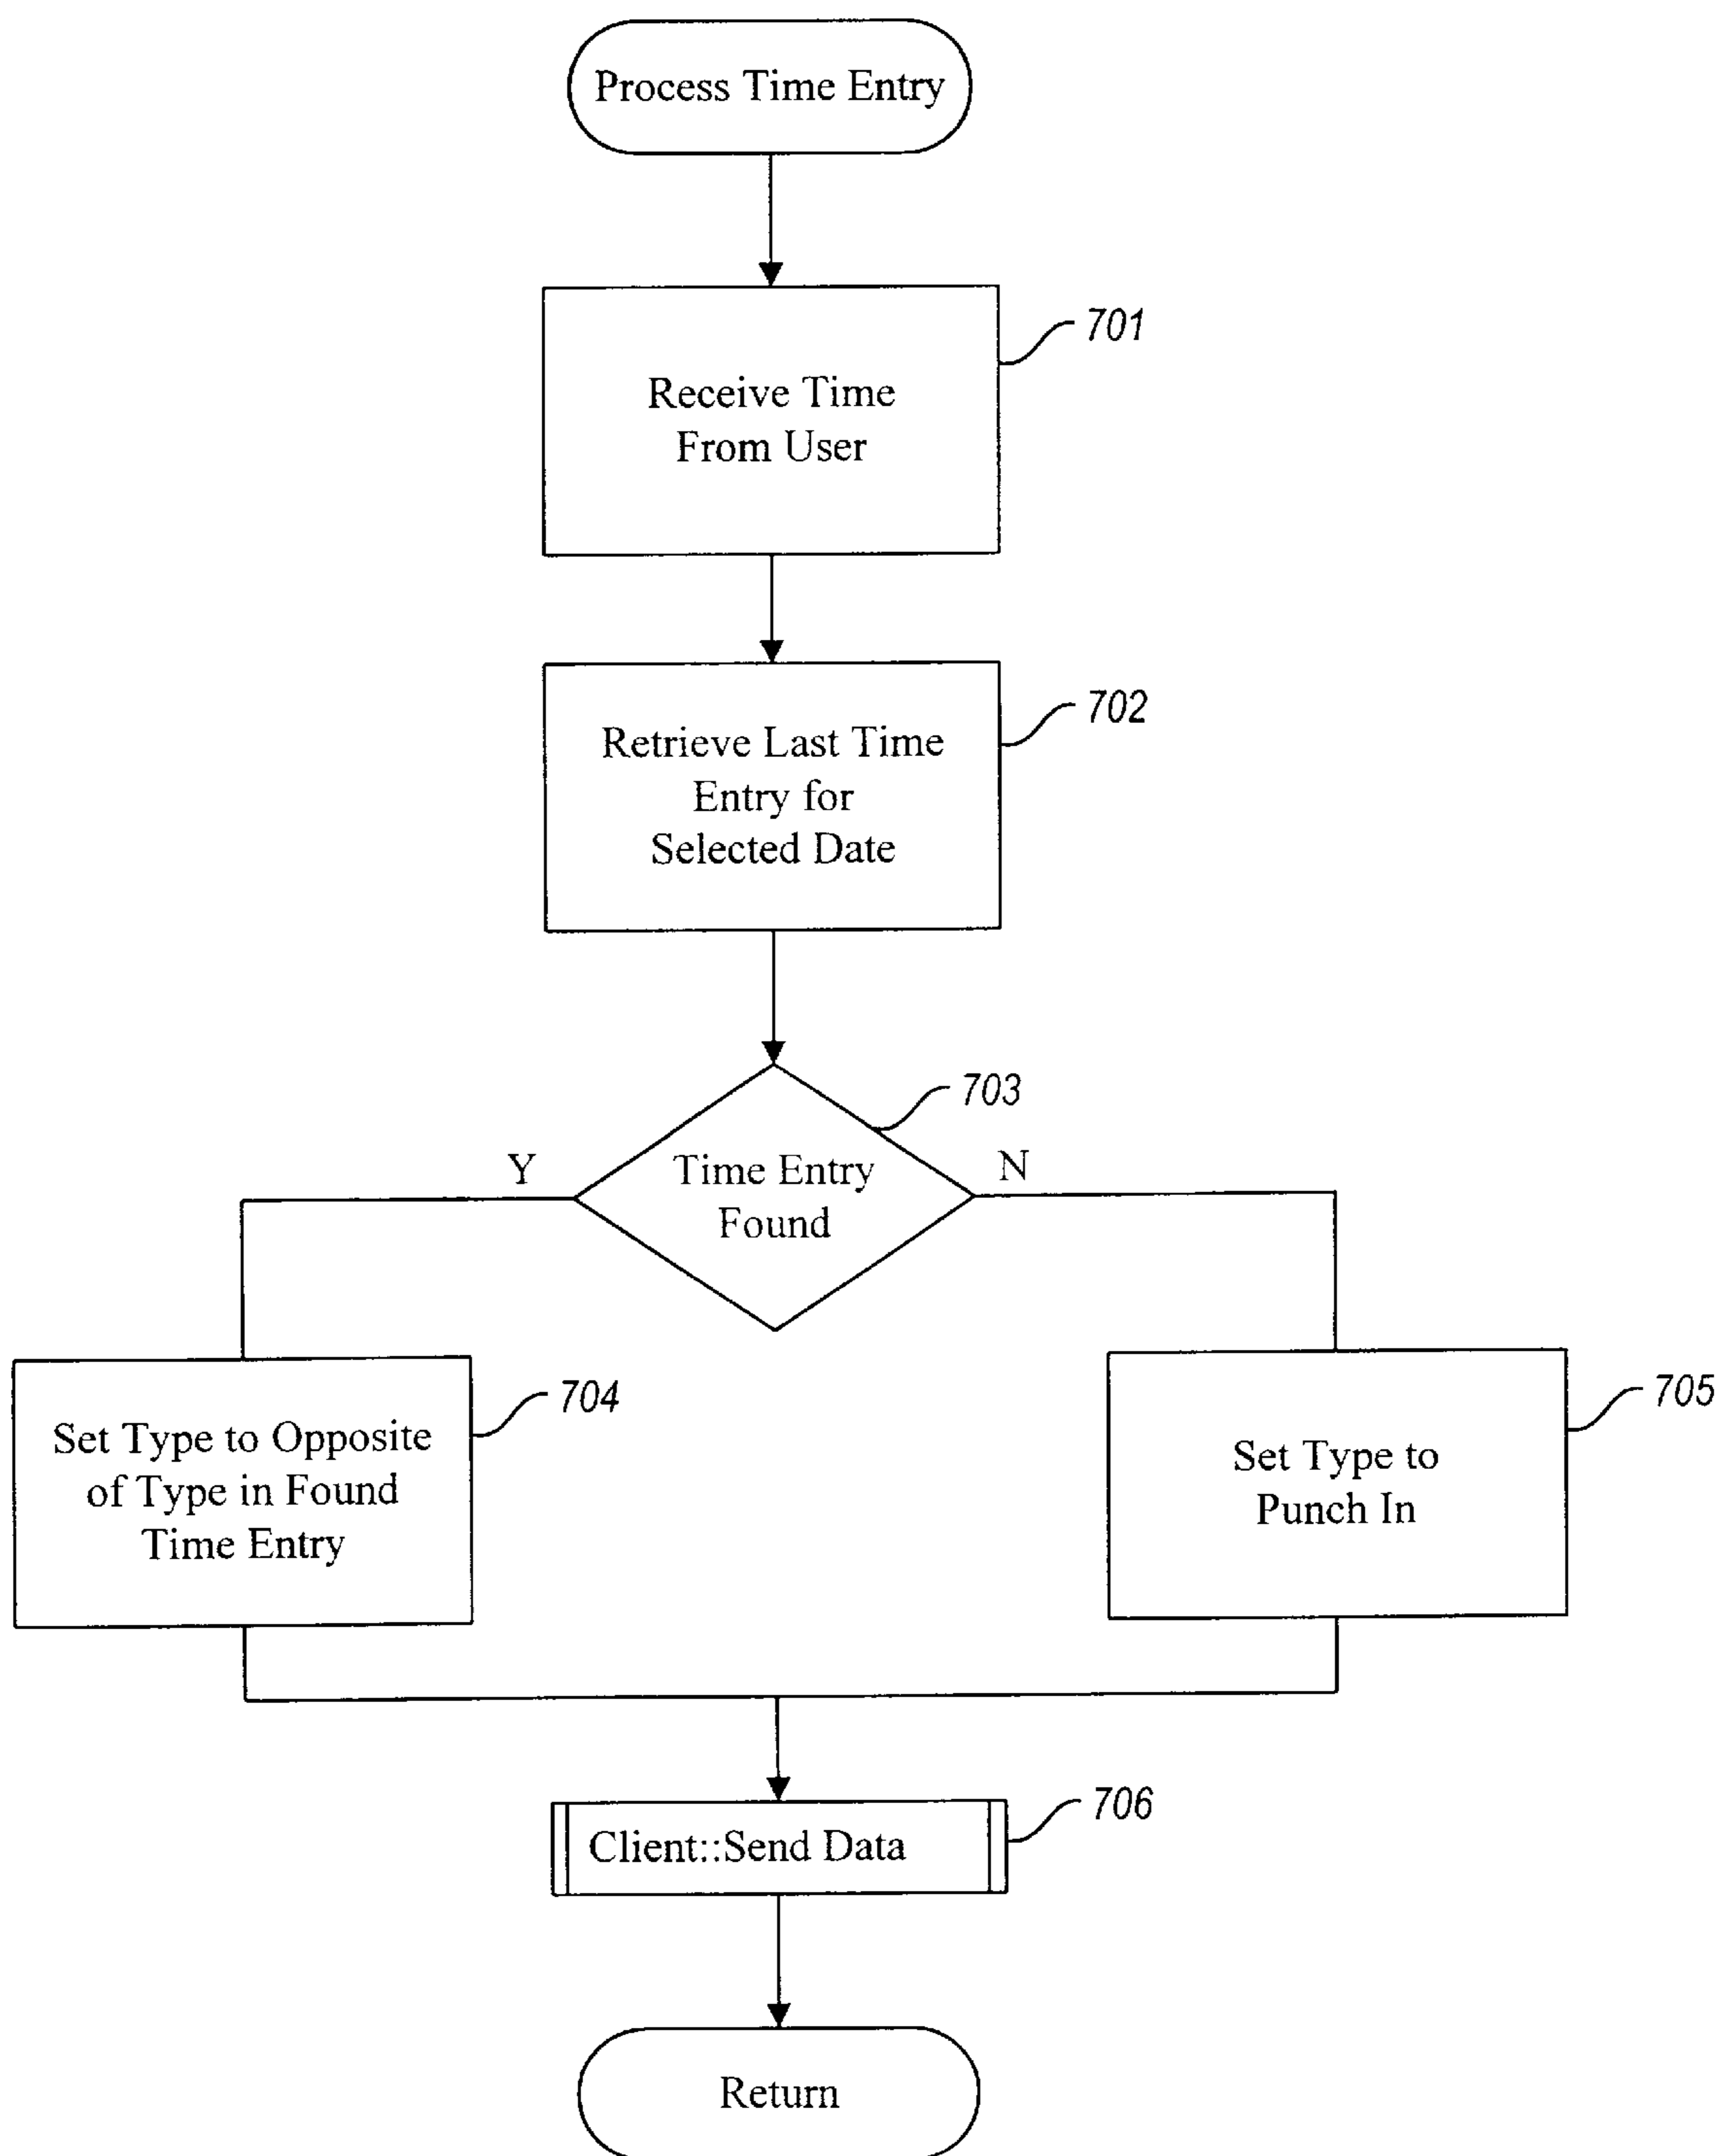 Process Time Entry
701
Receive Time
From User
702
Retrieve Last Time
Entry for
Selected Date
703
Y
Time Entry
Found
N
704
Set Type to Opposite
of Type in Found
Time Entry
705
Set Type to
Punch In
706
Client::Send Data
Return